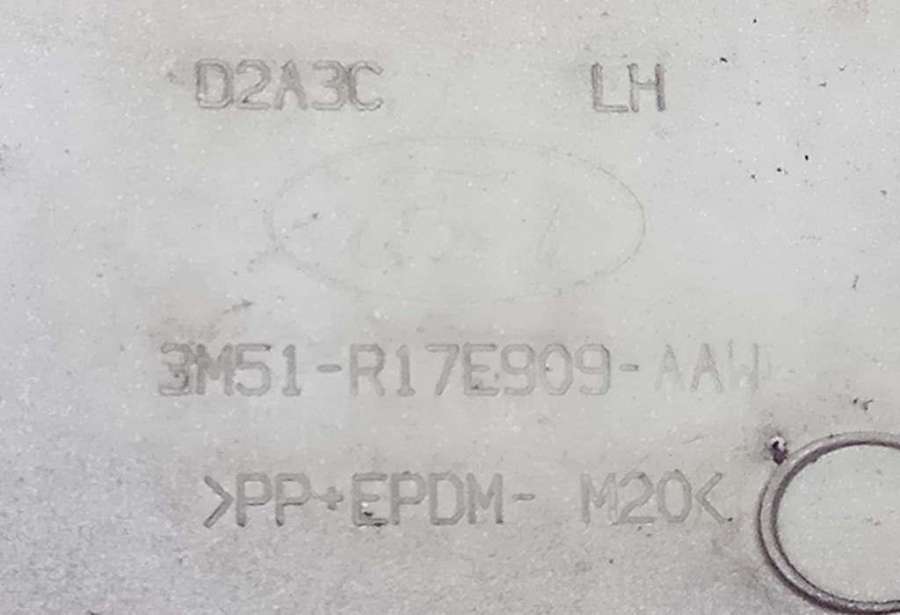 D2A3C LH
3M51-R17E909-AAW
>PP+EPDM- M20<